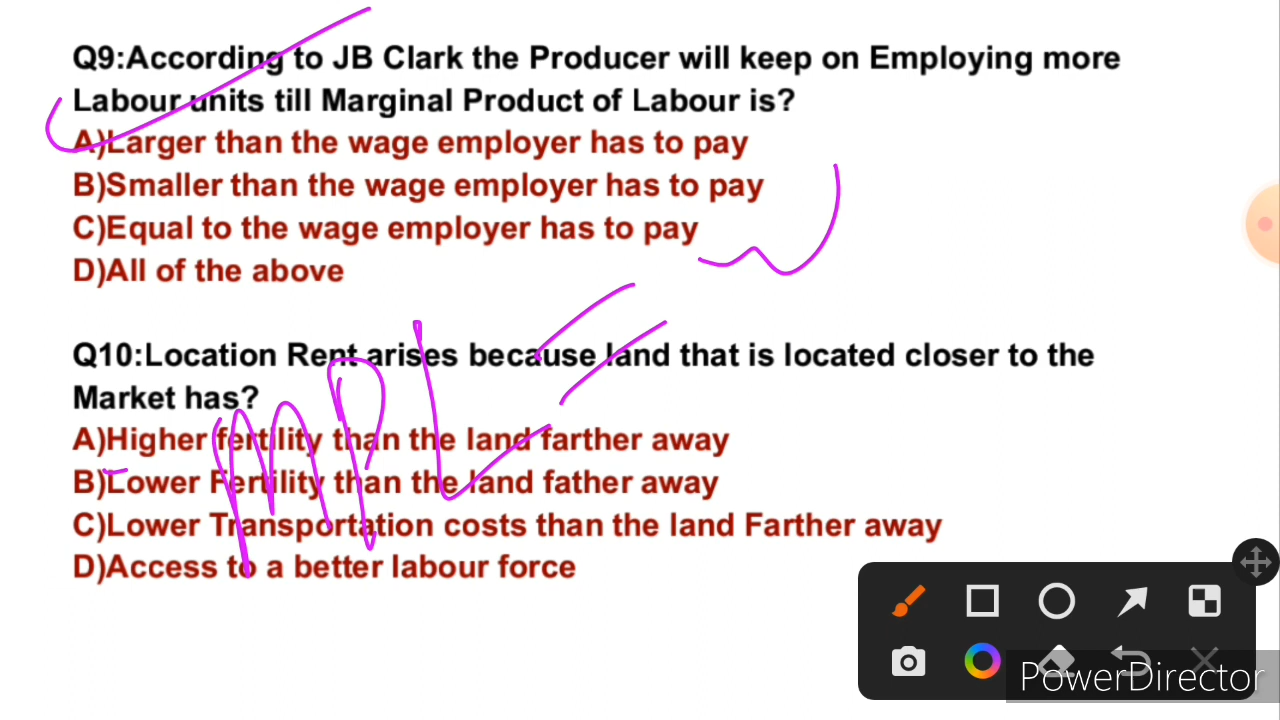 Q9:According to JB Clark the Producer will keep on Employing more
Labour units till Marginal Product of Labour is?
A)Larger than the wage employer has to pay
B)Smaller than the wage employer has to pay
C)Equal to the wage employer has to pay
D)All of the above
MPL = W
Q10:Location Rent arises because land that is located closer to the
Market has?
A)Higher fertility than the land farther away
B)Lower Fertility than the land father away
C)Lower Transportation costs than the land Farther away
D)Access to a better labour force
PowerDirector